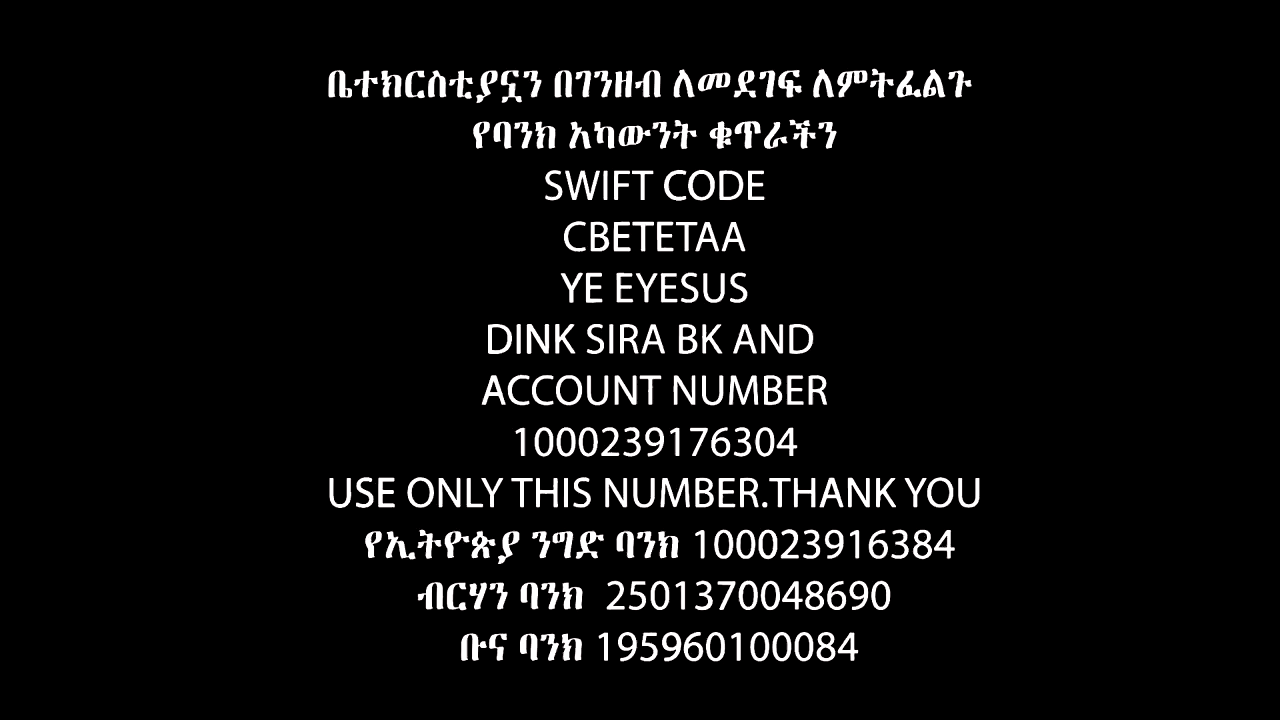 ቤተክርስቲያኗን በገንዘብ ለመደገፍ ለምትፈልጉ
የባንክ አካውንት ቁጥራችን
SWIFT CODE
CBETETAA
YE EYESUS
DINK SIRA BK AND
ACCOUNT NUMBER
1000239176304
USE ONLY THIS NUMBER.THANK YOU
የኢትዮጵያ ንግድ ባንክ 100023916384
ብርሃን ባንክ 2501370048690
ቡና ባንክ 195960100084